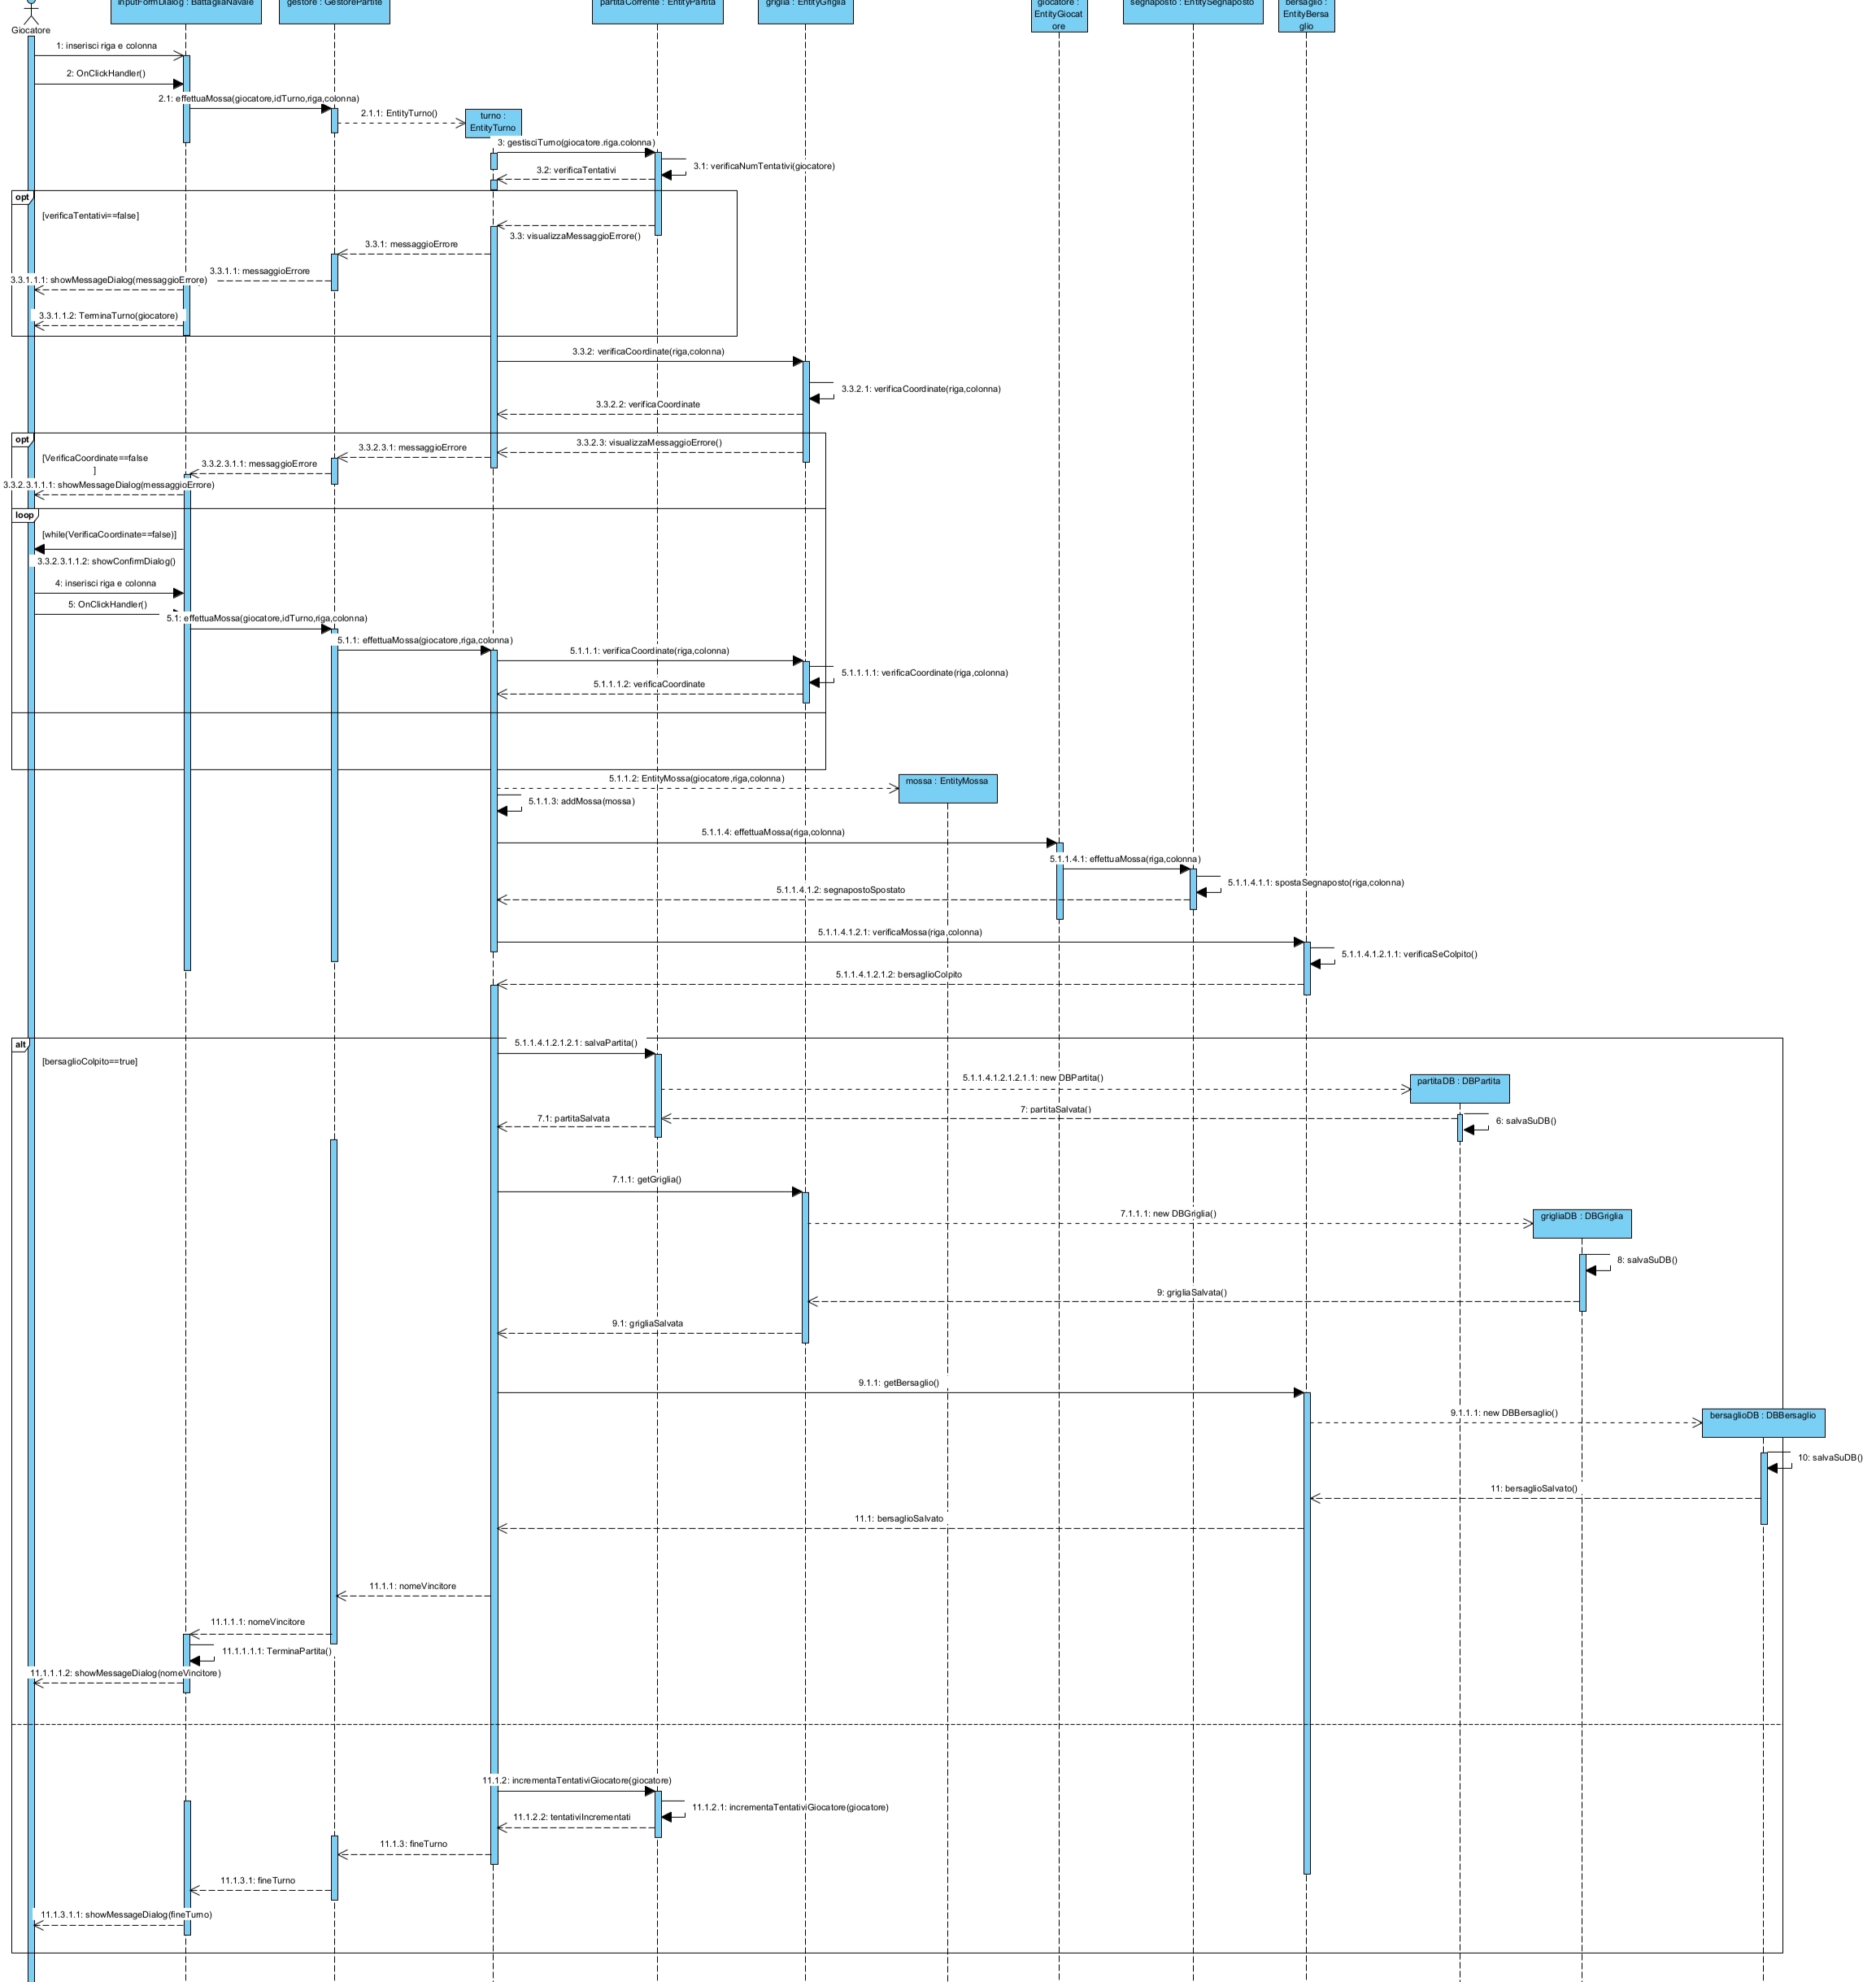 inputFormDialog : BattagliaNavale
gestore : GestorePartite
partitaCorrente : EntityPartita
griglia : EntityGriglia
giocatore :
EntityGiocat
ore
segnaposto : EntitySegnaposto
bersaglio :
EntityBersa
glio
Giocatore
1: inserisci riga e colonna
2: OnClickHandler()
2.1: effettuaMossa(giocatore,idTurno,riga,colonna)
2.1.1: EntityTurno()
turno :
EntityTurno
3: gestisciTurno(giocatore.riga.colonna)
3.1: verificaNumTentativi(giocatore)
3.2: verificaTentativi
opt
[verificaTentativi==false]
3.3: visualizzaMessaggioErrore()
3.3.1: messaggioErrore
3.3.1.1: messaggioErrore
3.3.1.1.1: showMessageDialog(messaggioErrore)
3.3.1.1.2: TerminaTurno(giocatore)
3.3.2: verificaCoordinate(riga,colonna)
3.3.2.1: verificaCoordinate(riga,colonna)
3.3.2.2: verificaCoordinate
opt
[VerificaCoordinate==false
]
3.3.2.3: visualizzaMessaggioErrore()
3.3.2.3.1: messaggioErrore
3.3.2.3.1.1: messaggioErrore
3.3.2.3.1.1.1: showMessageDialog(messaggioErrore)
loop
[while(VerificaCoordinate==false)]
3.3.2.3.1.1.2: showConfirmDialog()
4: inserisci riga e colonna
5: OnClickHandler()
5.1: effettuaMossa(giocatore,idTurno,riga,colonna)
5.1.1: effettuaMossa(giocatore,riga,colonna)
5.1.1.1: verificaCoordinate(riga,colonna)
5.1.1.1.1: verificaCoordinate(riga,colonna)
5.1.1.1.2: verificaCoordinate
5.1.1.2: EntityMossa(giocatore,riga,colonna)
mossa : EntityMossa
5.1.1.3: addMossa(mossa)
5.1.1.4: effettuaMossa(riga,colonna)
5.1.1.4.1: effettuaMossa(riga,colonna)
5.1.1.4.1.1: spostaSegnaposto(riga,colonna)
5.1.1.4.1.2: segnapostoSpostato
5.1.1.4.1.2.1: verificaMossa(riga,colonna)
5.1.1.4.1.2.1.1: verificaSeColpito()
5.1.1.4.1.2.1.2: bersaglioColpito
alt
[bersaglioColpito==true]
5.1.1.4.1.2.1.2.1: salvaPartita()
5.1.1.4.1.2.1.2.1.1: new DBPartita()
partitaDB : DBPartita
7: partitaSalvata()
6: salvaSuDB()
7.1: partitaSalvata
7.1.1: getGriglia()
7.1.1.1: new DBGriglia()
grigliaDB : DBGriglia
8: salvaSuDB()
9: grigliaSalvata()
9.1: grigliaSalvata
9.1.1: getBersaglio()
9.1.1.1: new DBBersaglio()
bersaglioDB : DBBersaglio
10: salvaSuDB()
11: bersaglioSalvato()
11.1: bersaglioSalvato
11.1.1: nomeVincitore
11.1.1.1: nomeVincitore
11.1.1.1.1: TerminaPartita()
11.1.1.1.2: showMessageDialog(nomeVincitore)
11.1.2: incrementaTentativiGiocatore(giocatore)
11.1.2.1: incrementaTentativiGiocatore(giocatore)
11.1.2.2: tentativiIncrementati
11.1.3: fineTurno
11.1.3.1: fineTurno
11.1.3.1.1: showMessageDialog(fineTurno)